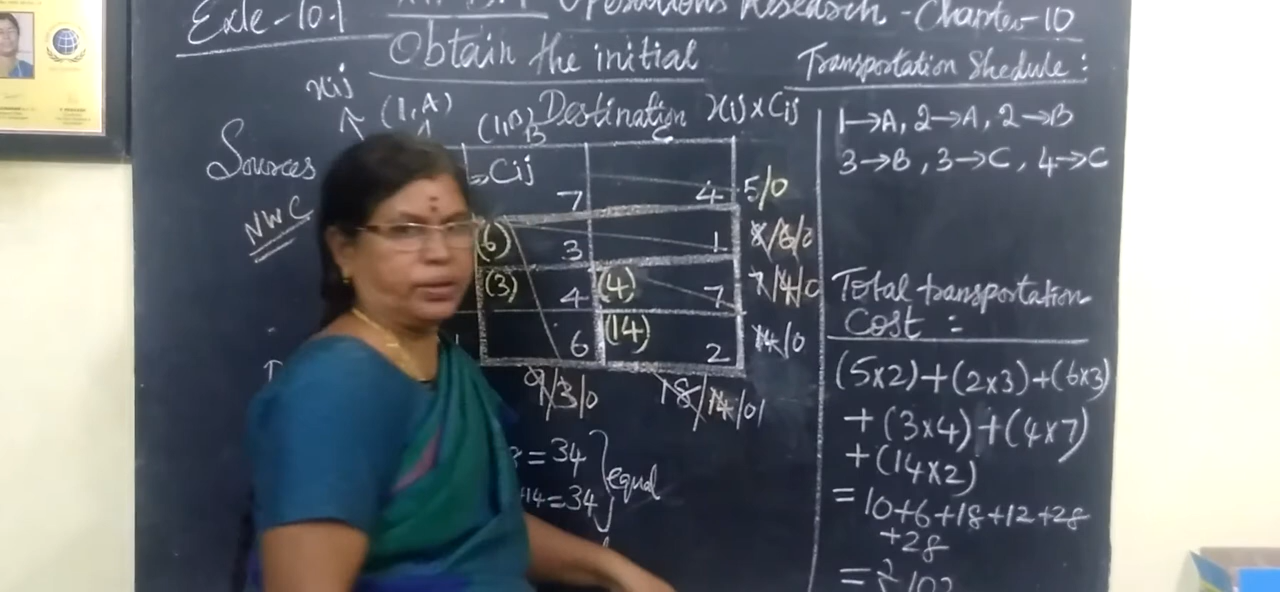 Exle-10.1 Operations Research - Chapter-10
Obtain the initial
Transportation Shedule:
xij (1,A) (1,B) Destination xij x Cij
B C
Sources
NWC
=Cij
7 4 5/0
(6) 3 1 8/6/0
(3) 4 (4) 7 7/4/0
6 (14) 2 14/0
9/3/0 18/14/0
=34
+14=34
equal
1→A, 2→A, 2→B
3→B, 3→C, 4→C
Total transportation
Cost :
(5x2)+(2x3)+(6x3)
+(3x4)+(4x7)
+(14x2)
= 10+6+18+12+28
+28
= ₹ 102